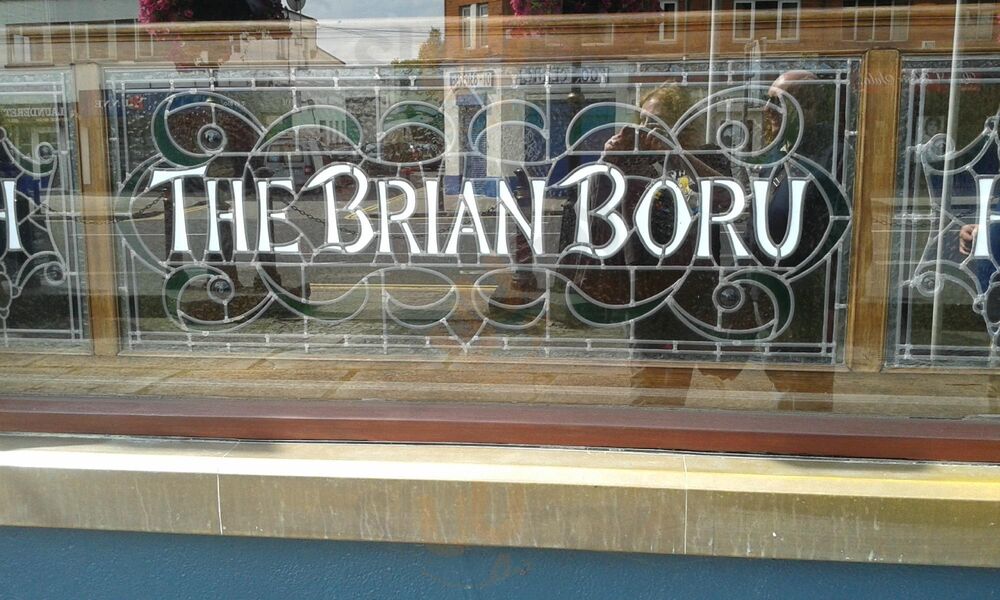 H
THE BRIAN BORU